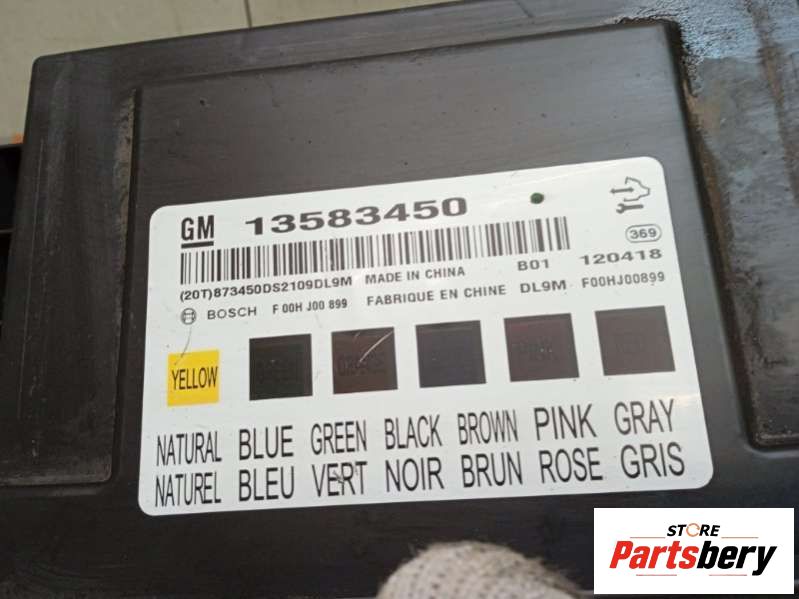 GM 13583450
369
(20T)873450DS2109DL9M MADE IN CHINA B01 120418
BOSCH F 00H J00 899 FABRIQUE EN CHINE DL9M F00HJ00899
YELLOW
NATURAL BLUE GREEN BLACK BROWN PINK GRAY
NATUREL BLEU VERT NOIR BRUN ROSE GRIS
STORE
Partsbery